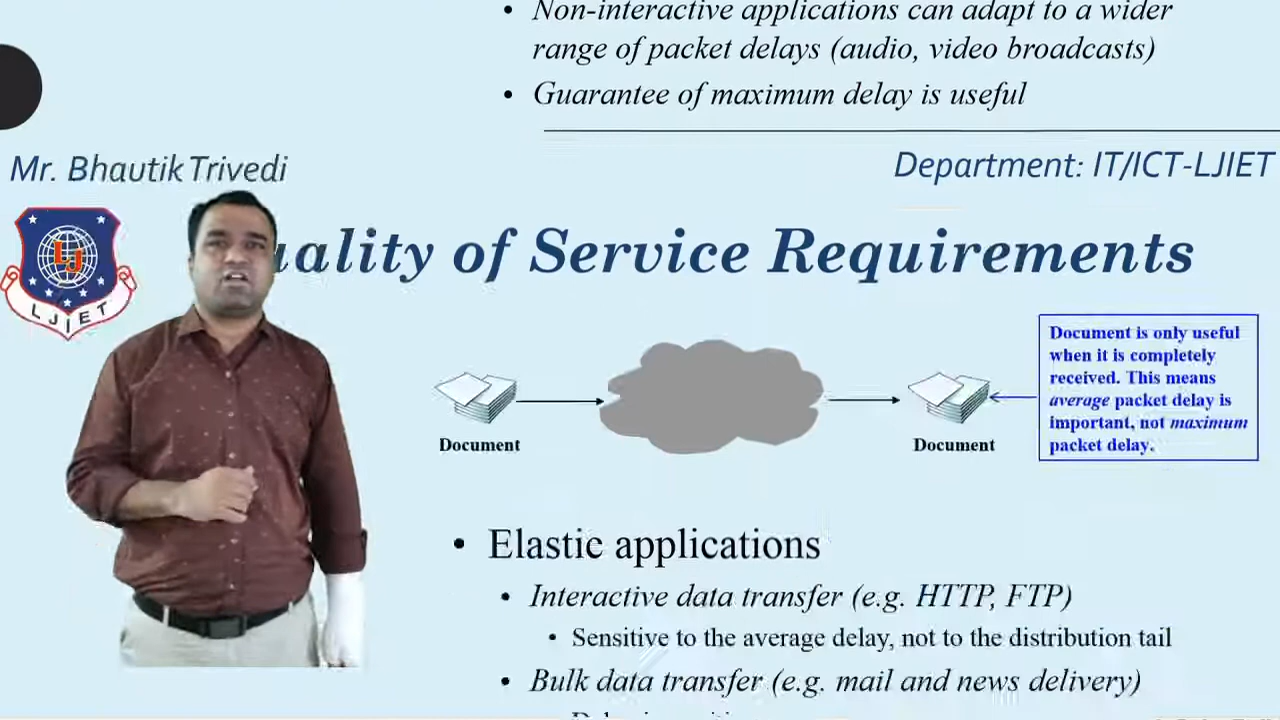 • Non-interactive applications can adapt to a wider
range of packet delays (audio, video broadcasts)
• Guarantee of maximum delay is useful
Mr. Bhautik Trivedi
Department: IT/ICT-LJIET
LJ
LJIET
uality of Service Requirements
Document is only useful
when it is completely
received. This means
average packet delay is
important, not maximum
packet delay.
Document
Document
• Elastic applications
• Interactive data transfer (e.g. HTTP, FTP)
• Sensitive to the average delay, not to the distribution tail
• Bulk data transfer (e.g. mail and news delivery)